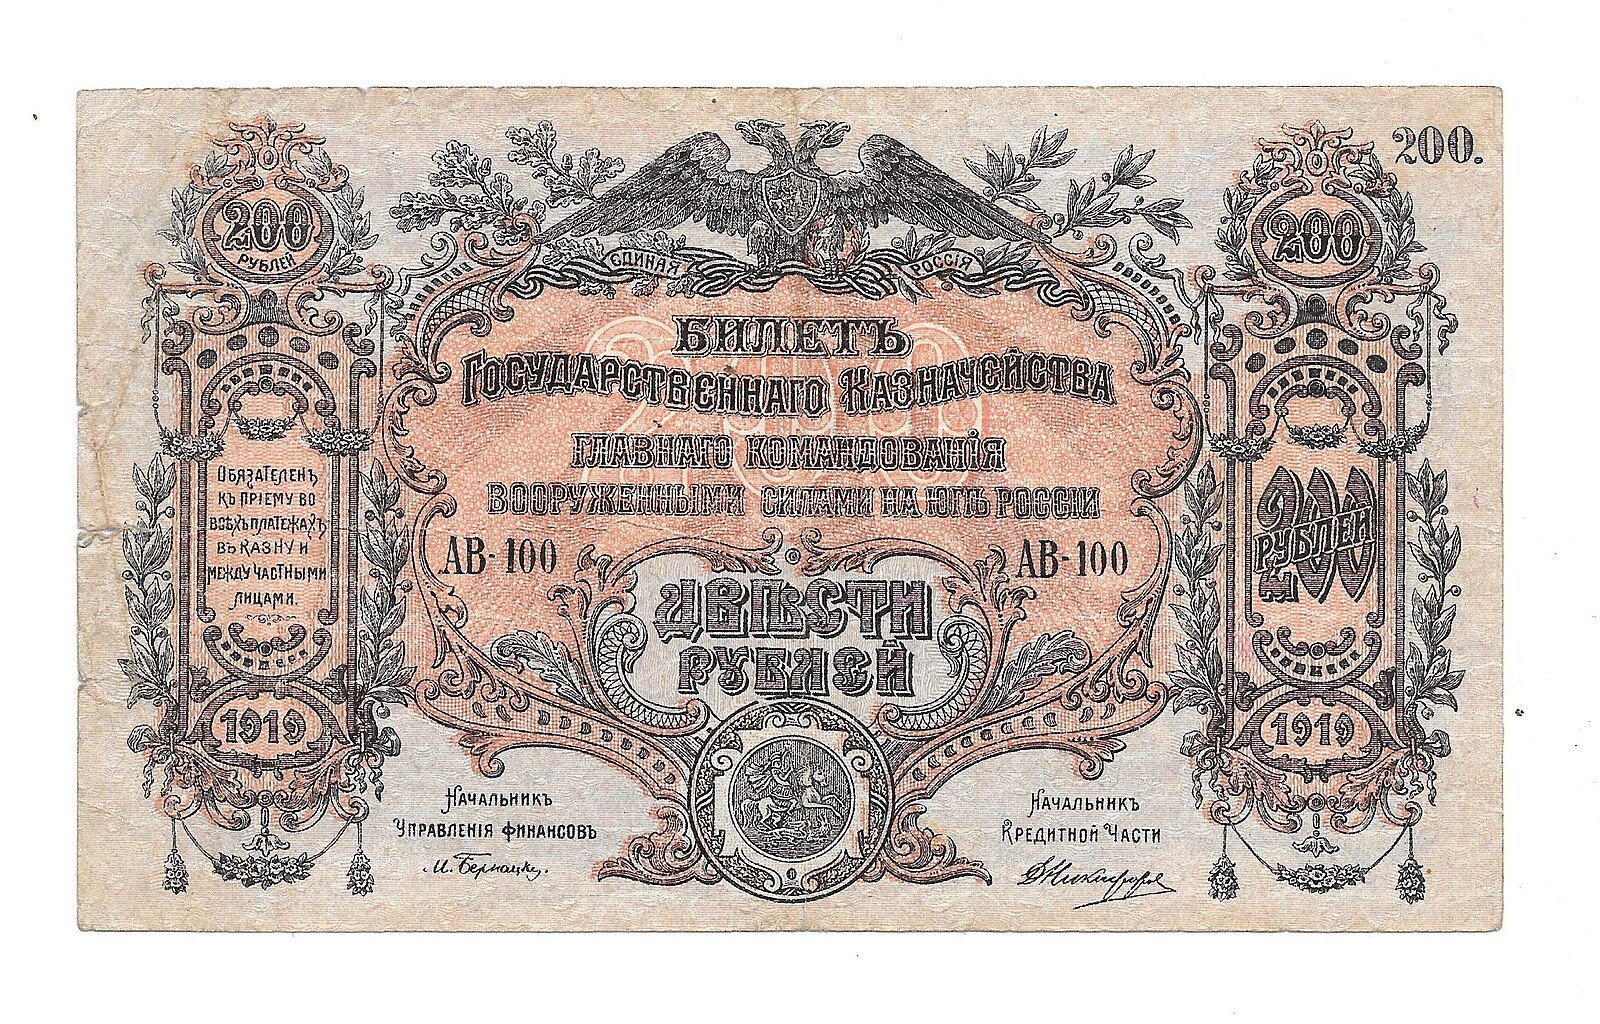 200.
200
РУБЛЕЙ
200
ЕДИНАЯ РОССІЯ
БИЛЕТЪ
ГОСУДАРСТВЕННАГО КАЗНАЧЕЙСТВА
ГЛАВНАГО КОМАНДОВАНІЯ
ВООРУЖЕННЫМИ СИЛАМИ НА ЮГѢ РОССІИ
АВ-100 АВ-100
ДВѢСТИ
РУБЛЕЙ
ОБЯЗАТЕЛЕНЪ
КЪ ПРІЕМУ ВО
ВСѢХЪ ПЛАТЕЖАХЪ
ВЪ КАЗНУ И
МЕЖДУ ЧАСТНЫМИ
ЛИЦАМИ.
200
РУБЛЕЙ
1919
1919
НАЧАЛЬНИКЪ
УПРАВЛЕНІЯ ФИНАНСОВЪ
М. Бернацкій.
НАЧАЛЬНИКЪ
КРЕДИТНОЙ ЧАСТИ